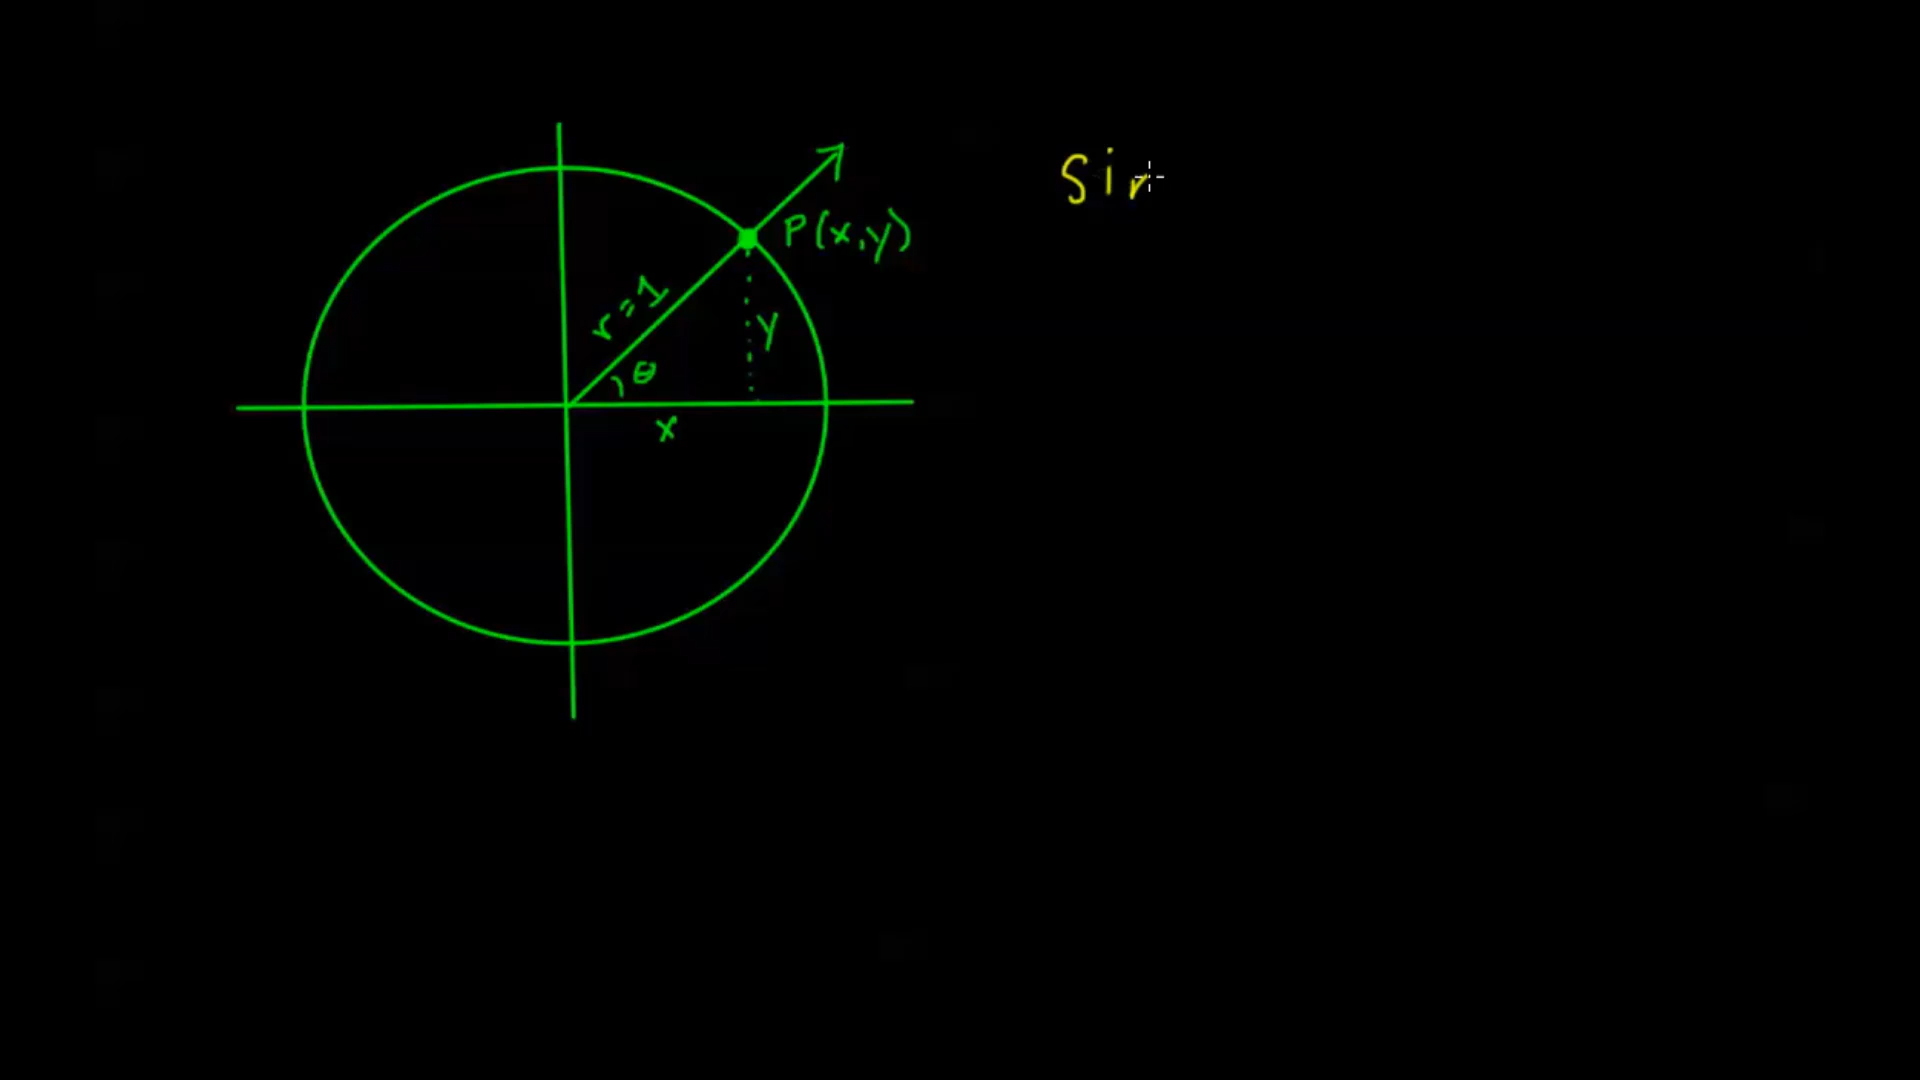 Sir
P(x,y)
r=1
y
θ
x